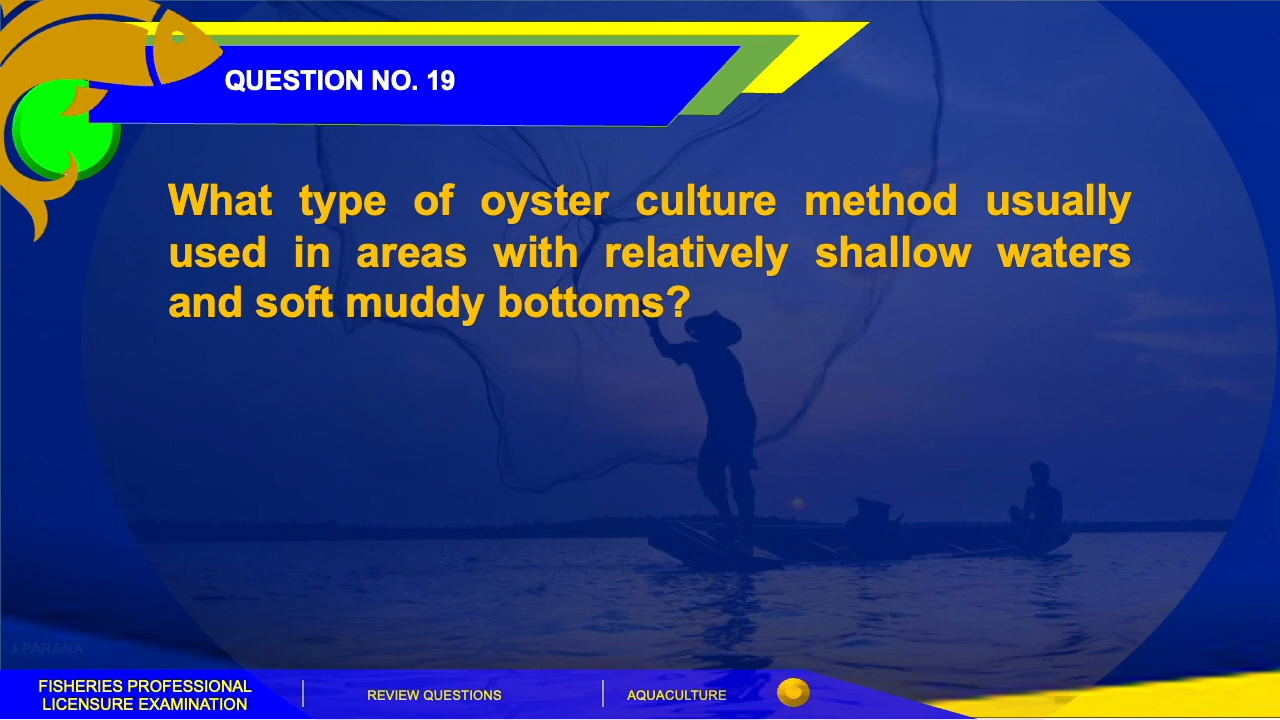 QUESTION NO. 19
What type of oyster culture method usually
used in areas with relatively shallow waters
and soft muddy bottoms?
J.PARANA
FISHERIES PROFESSIONAL
LICENSURE EXAMINATION
REVIEW QUESTIONS
AQUACULTURE